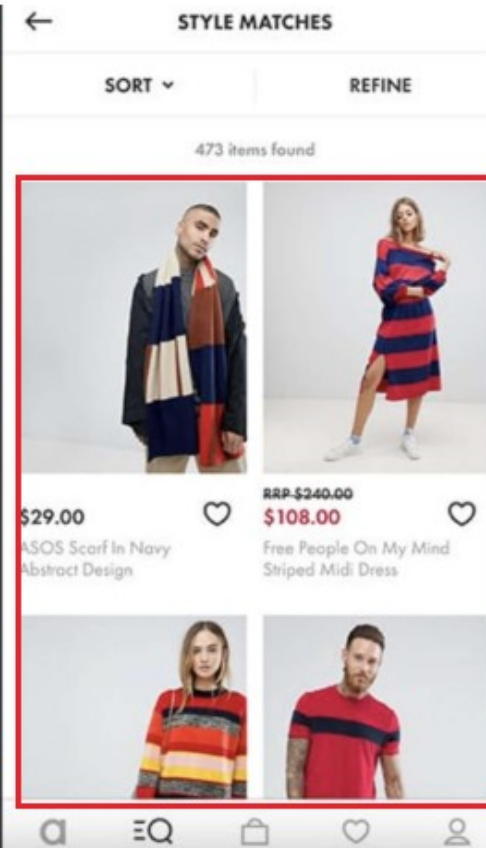 STYLE MATCHES
SORT
REFINE
473 items found
$29.00
ASOS Scarf In Navy
Abstract Design
RRP $240.00
$108.00
Free People On My Mind
Striped Midi Dress